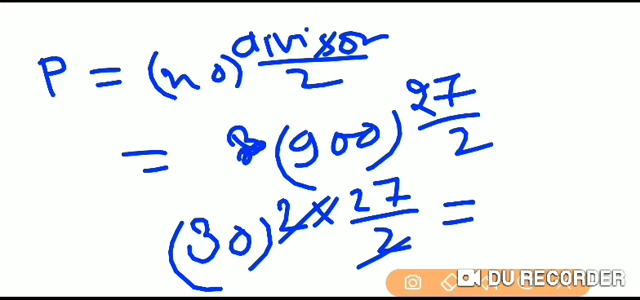 P = (no)^divisor/2
= (900)^27/2
(30)^2×27/2 =
DU RECORDER